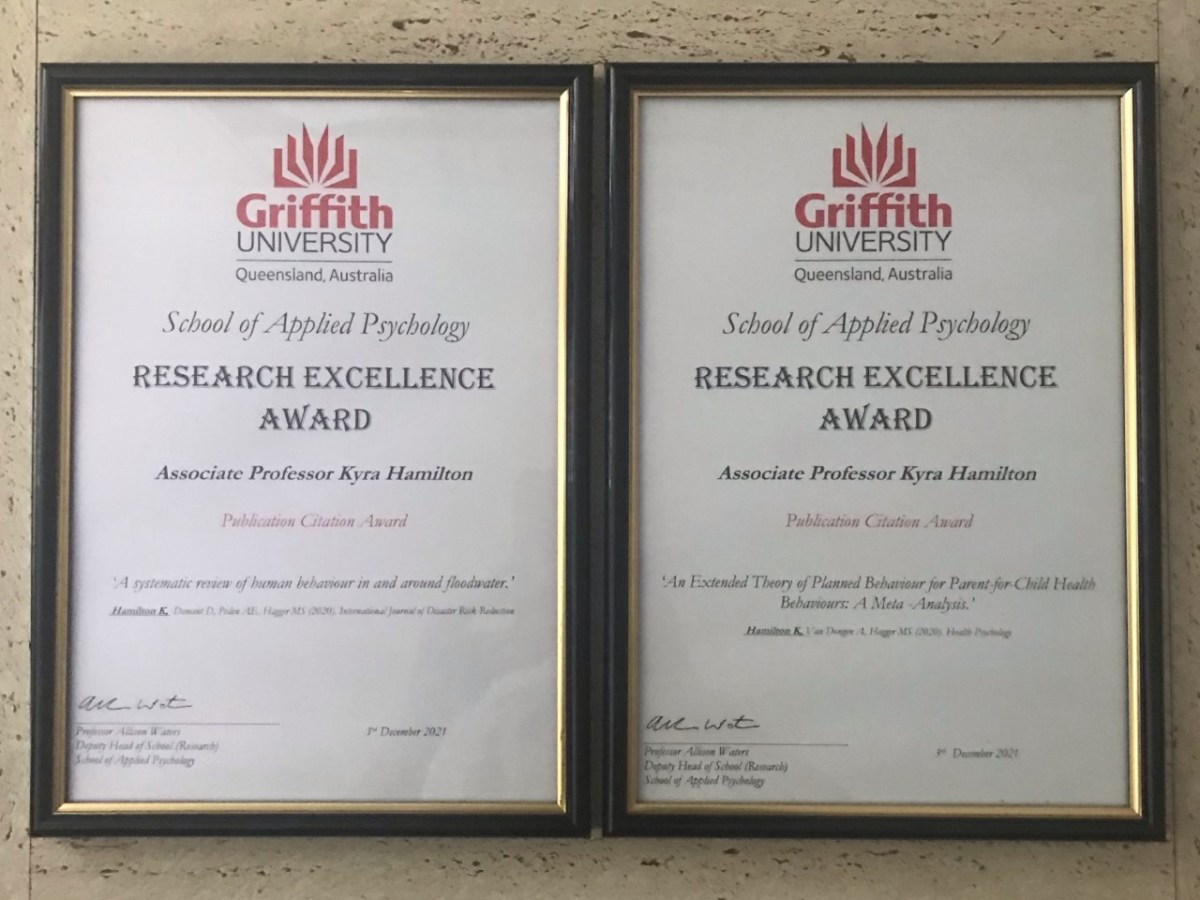 Griffith
UNIVERSITY
Queensland, Australia
School of Applied Psychology
RESEARCH EXCELLENCE
AWARD
Associate Professor Kyra Hamilton
Publication Citation Award
'A systematic review of human behaviour in and around floodwater.'
Hamilton K, Demant D, Peden AE, Hagger MS (2020). International Journal of Disaster Risk Reduction
Professor Allison Waters
Deputy Head of School (Research)
School of Applied Psychology
3rd December 2021
Griffith
UNIVERSITY
Queensland, Australia
School of Applied Psychology
RESEARCH EXCELLENCE
AWARD
Associate Professor Kyra Hamilton
Publication Citation Award
'An Extended Theory of Planned Behaviour for Parent-for-Child Health
Behaviours: A Meta -Analysis.'
Hamilton K, Van Dongen A, Hagger MS (2020). Health Psychology
Professor Allison Waters
Deputy Head of School (Research)
School of Applied Psychology
3rd December 2021